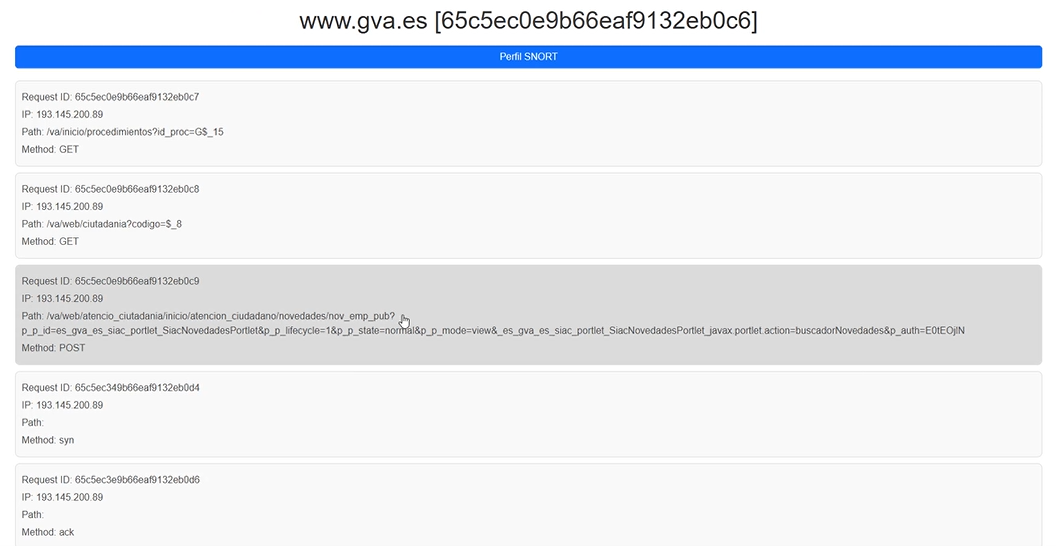 www.gva.es [65c5ec0e9b66eaf9132eb0c6]
Perfil SNORT
Request ID: 65c5ec0e9b66eaf9132eb0c7
IP: 193.145.200.89
Path: /va/inicio/procedimientos?id_proc=G$_15
Method: GET
Request ID: 65c5ec0e9b66eaf9132eb0c8
IP: 193.145.200.89
Path: /va/web/ciutadania?codigo=$_8
Method: GET
Request ID: 65c5ec0e9b66eaf9132eb0c9
IP: 193.145.200.89
Path: /va/web/atencio_ciutadania/inicio/atencion_ciudadano/novedades/nov_emp_pub?
p_p_id=es_gva_es_siac_portlet_SiacNovedadesPortlet&p_p_lifecycle=1&p_p_state=normal&p_p_mode=view&_es_gva_es_siac_portlet_SiacNovedadesPortlet_javax.portlet.action=buscadorNovedades&p_auth=E0tEOjlN
Method: POST
Request ID: 65c5ec349b66eaf9132eb0d4
IP: 193.145.200.89
Path:
Method: syn
Request ID: 65c5ec3e9b66eaf9132eb0d6
IP: 193.145.200.89
Path:
Method: ack